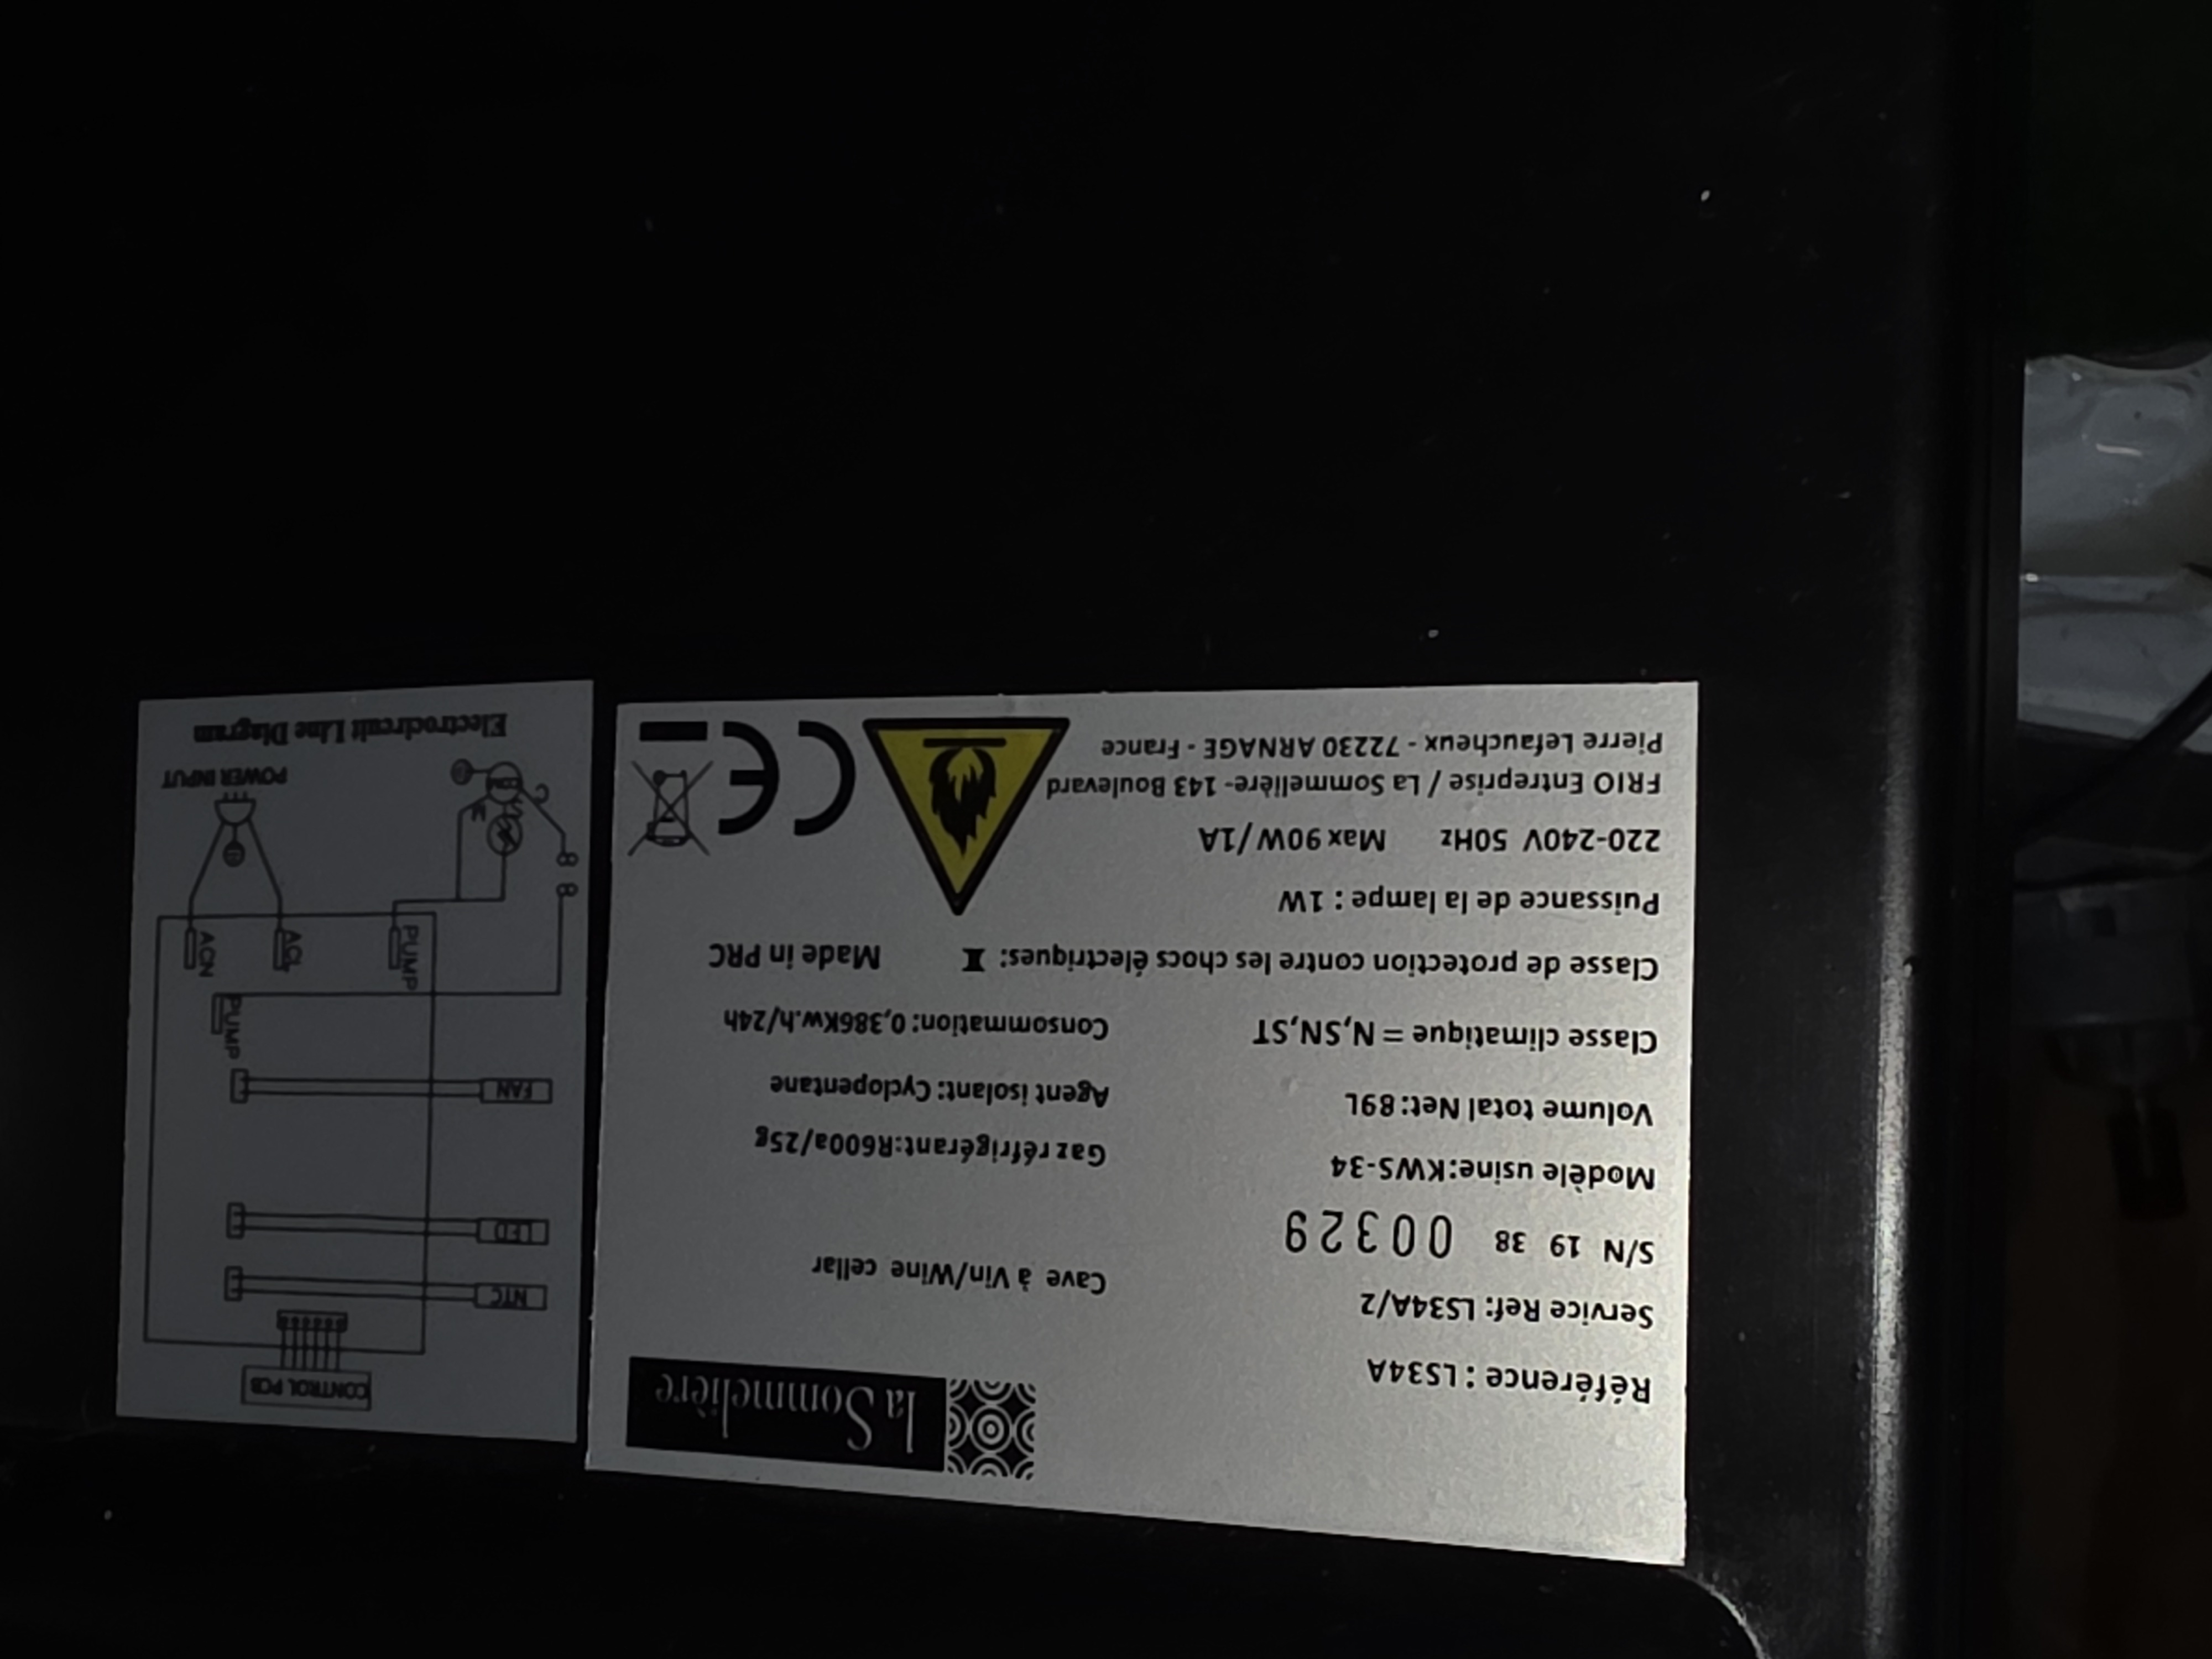 la Sommelière
Référence : LS34A
Service Ref: LS34A/2
Cave à Vin/Wine cellar
S/N 19 38 00329
Modèle usine:KWS-34
Gaz réfrigérant:R600a/25g
Volume total Net:89L
Agent isolant: Cyclopentane
Classe climatique = N,SN,ST
Consommation: 0,386Kw.h/24h
Classe de protection contre les chocs électriques: I
Made in PRC
Puissance de la lampe : 1W
220-240V 50Hz Max 90W/1A
FRIO Entreprise / La Sommelière- 143 Boulevard
Pierre Lefaucheux - 72230 ARNAGE - France
CE
CONTROL PCB
NTC
LED
FAN
PUMP
PUMP
ACL
ACN
COM
C
POWER INPUT
Electrocircuit Line Diagram